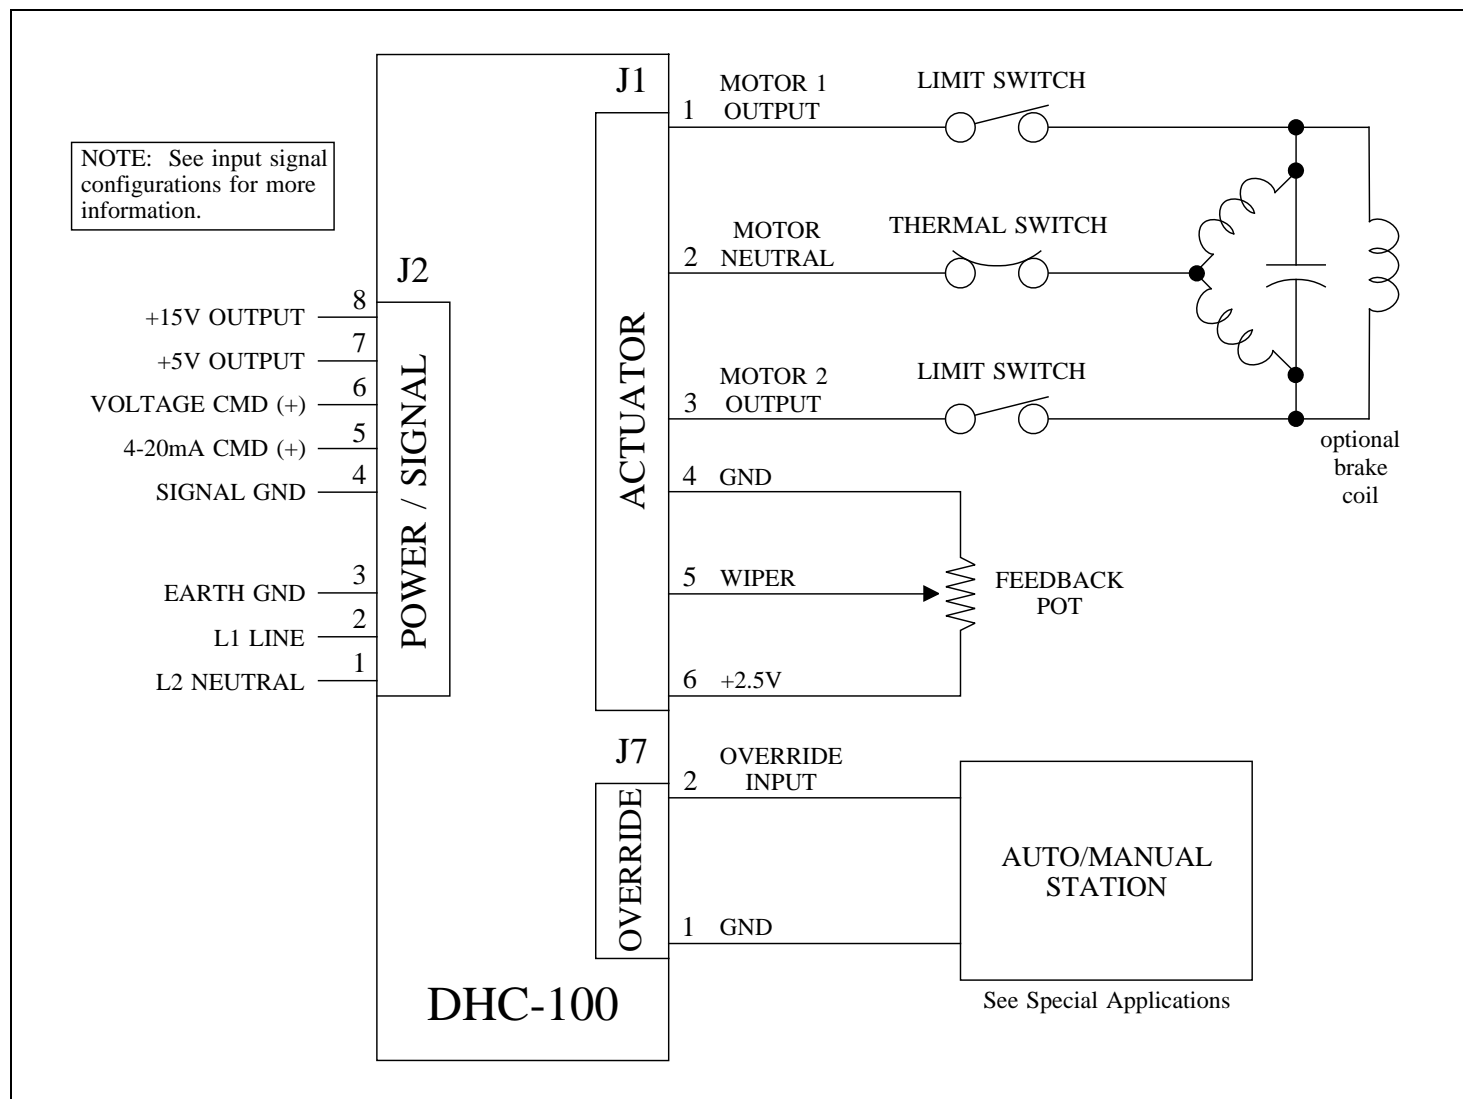 NOTE: See input signal
configurations for more
information.
J2
8
+15V OUTPUT
7
+5V OUTPUT
6
VOLTAGE CMD (+)
5
4-20mA CMD (+)
4
SIGNAL GND
3
EARTH GND
2
L1 LINE
1
L2 NEUTRAL
POWER / SIGNAL
J1
ACTUATOR
1
MOTOR 1
OUTPUT
LIMIT SWITCH
2
MOTOR
NEUTRAL
THERMAL SWITCH
3
MOTOR 2
OUTPUT
LIMIT SWITCH
optional
brake
coil
4
GND
5
WIPER
FEEDBACK
POT
6
+2.5V
J7
OVERRIDE
2
OVERRIDE
INPUT
1
GND
AUTO/MANUAL
STATION
See Special Applications
DHC-100